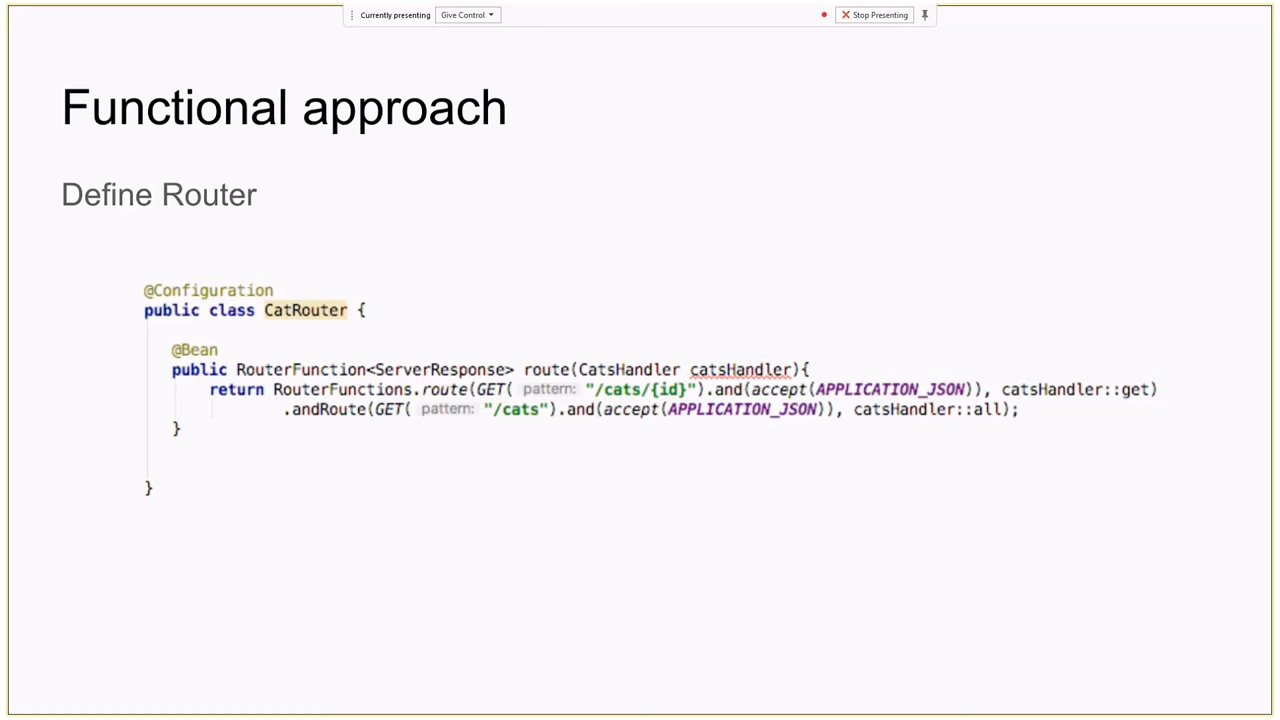 Currently presenting Give Control Stop Presenting
Functional approach
Define Router
@Configuration
public class CatRouter {
@Bean
public RouterFunction<ServerResponse> route(CatsHandler catsHandler){
return RouterFunctions.route(GET( pattern: "/cats/{id}").and(accept(APPLICATION_JSON)), catsHandler::get)
.andRoute(GET( pattern: "/cats").and(accept(APPLICATION_JSON)), catsHandler::all);
}
}